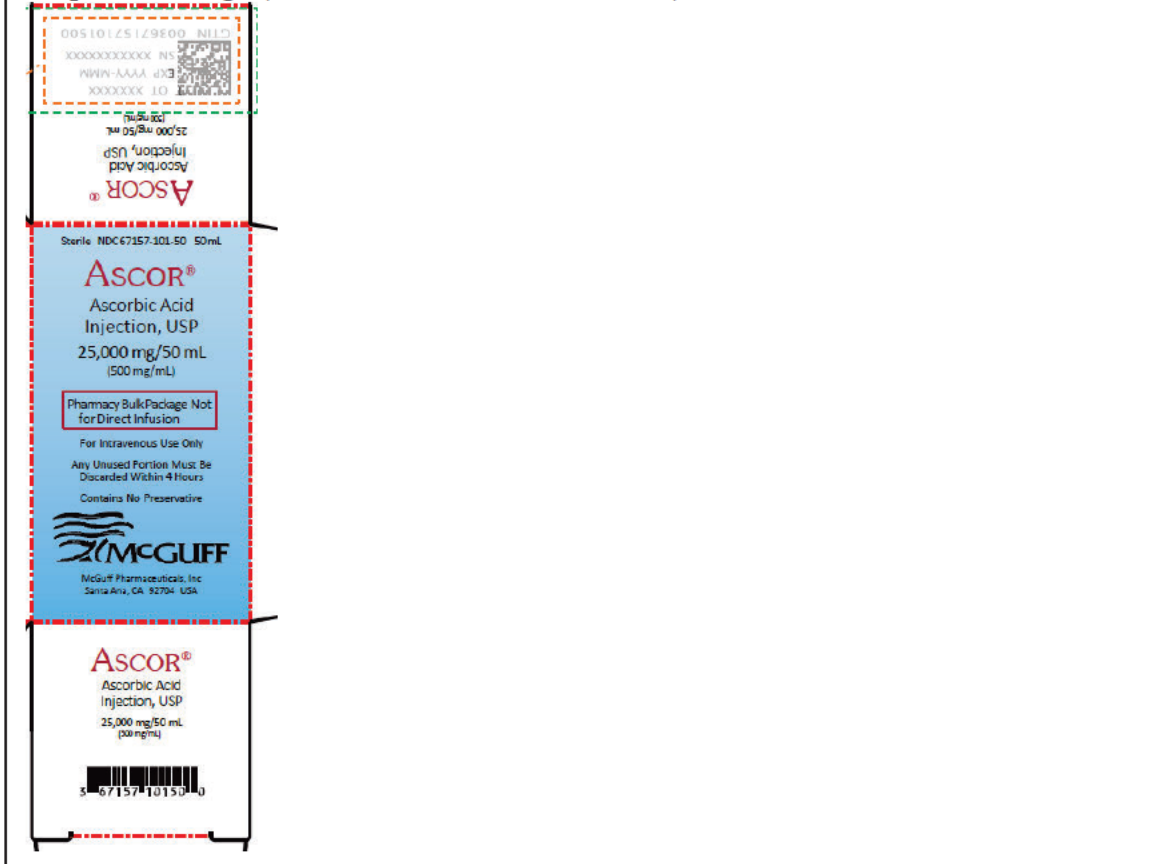 ASCOR®
Ascorbic Acid
Injection, USP
25,000 mg/50 mL
(500 mg/mL)
OT XXXXXXX
EXP YYYY-MMM
SN XXXXXXXXXXXX
GTIN 00367157101500
Sterile NDC 67157-101-50 50 mL
ASCOR®
Ascorbic Acid
Injection, USP
25,000 mg/50 mL
(500 mg/mL)
Pharmacy Bulk Package Not
for Direct Infusion
For Intravenous Use Only
Any Unused Portion Must Be
Discarded Within 4 Hours
Contains No Preservative
McGUFF
McGuff Pharmaceuticals, Inc
Santa Ana, CA 92704 USA
ASCOR®
Ascorbic Acid
Injection, USP
25,000 mg/50 mL
(500 mg/mL)
3 67157 10150 0